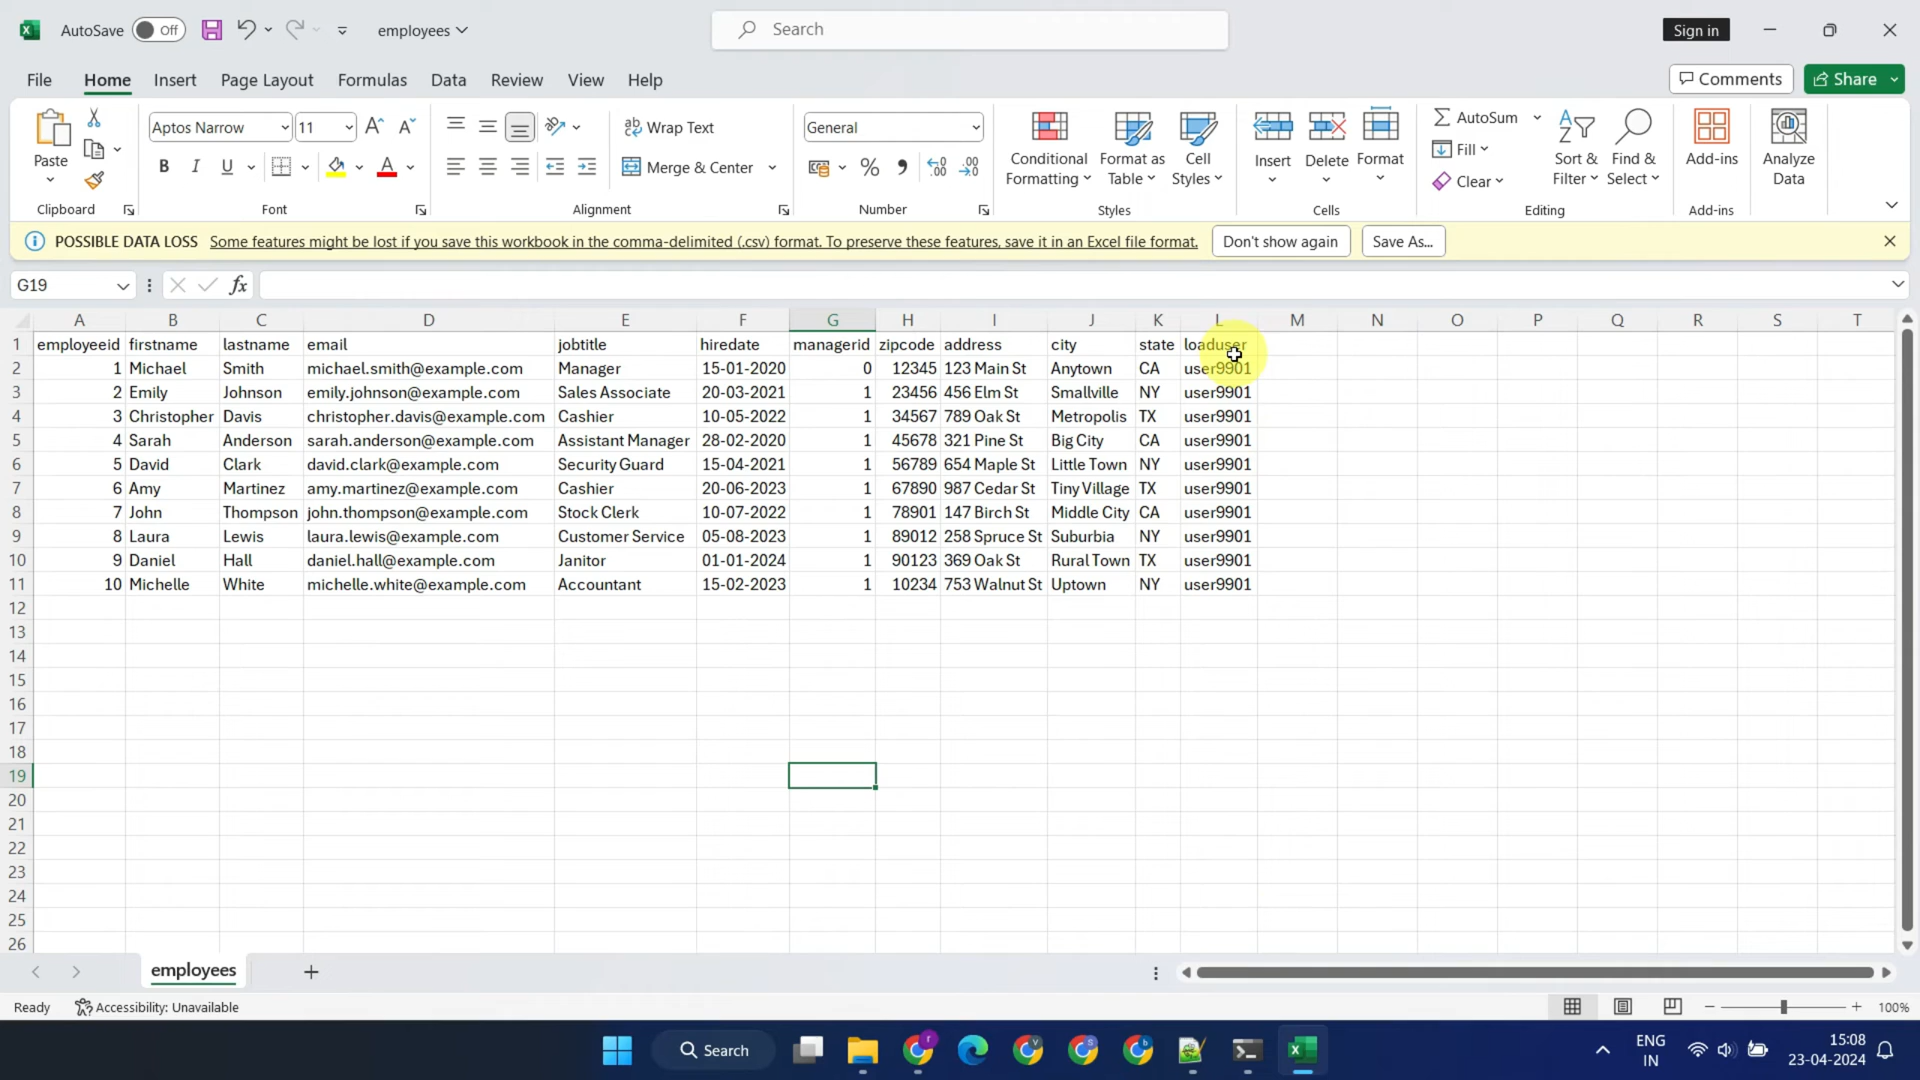 AutoSave Off employees Search Sign in
File Home Insert Page Layout Formulas Data Review View Help Comments Share
Paste Aptos Narrow 11 Wrap Text General Conditional Formatting Format as Table Cell Styles Insert Delete Format AutoSum Fill Clear Sort & Filter Find & Select Add-ins Analyze Data
B I U A Merge & Center % , .00
Clipboard Font Alignment Number Styles Cells Editing Add-ins
POSSIBLE DATA LOSS Some features might be lost if you save this workbook in the comma-delimited (.csv) format. To preserve these features, save it in an Excel file format. Don't show again Save As...
G19 fx
A B C D E F G H I J K L M N O P Q R S T
1 employeeid firstname lastname email jobtitle hiredate managerid zipcode address city state loaduser
2 1 Michael Smith michael.smith@example.com Manager 15-01-2020 0 12345 123 Main St Anytown CA user9901
3 2 Emily Johnson emily.johnson@example.com Sales Associate 20-03-2021 1 23456 456 Elm St Smallville NY user9901
4 3 Christopher Davis christopher.davis@example.com Cashier 10-05-2022 1 34567 789 Oak St Metropolis TX user9901
5 4 Sarah Anderson sarah.anderson@example.com Assistant Manager 28-02-2020 1 45678 321 Pine St Big City CA user9901
6 5 David Clark david.clark@example.com Security Guard 15-04-2021 1 56789 654 Maple St Little Town NY user9901
7 6 Amy Martinez amy.martinez@example.com Cashier 20-06-2023 1 67890 987 Cedar St Tiny Village TX user9901
8 7 John Thompson john.thompson@example.com Stock Clerk 10-07-2022 1 78901 147 Birch St Middle City CA user9901
9 8 Laura Lewis laura.lewis@example.com Customer Service 05-08-2023 1 89012 258 Spruce St Suburbia NY user9901
10 9 Daniel Hall daniel.hall@example.com Janitor 01-01-2024 1 90123 369 Oak St Rural Town TX user9901
11 10 Michelle White michelle.white@example.com Accountant 15-02-2023 1 10234 753 Walnut St Uptown NY user9901
12
13
14
15
16
17
18
19
20
21
22
23
24
25
26
employees
Ready Accessibility: Unavailable 100%
Search ENG IN 15:08 23-04-2024